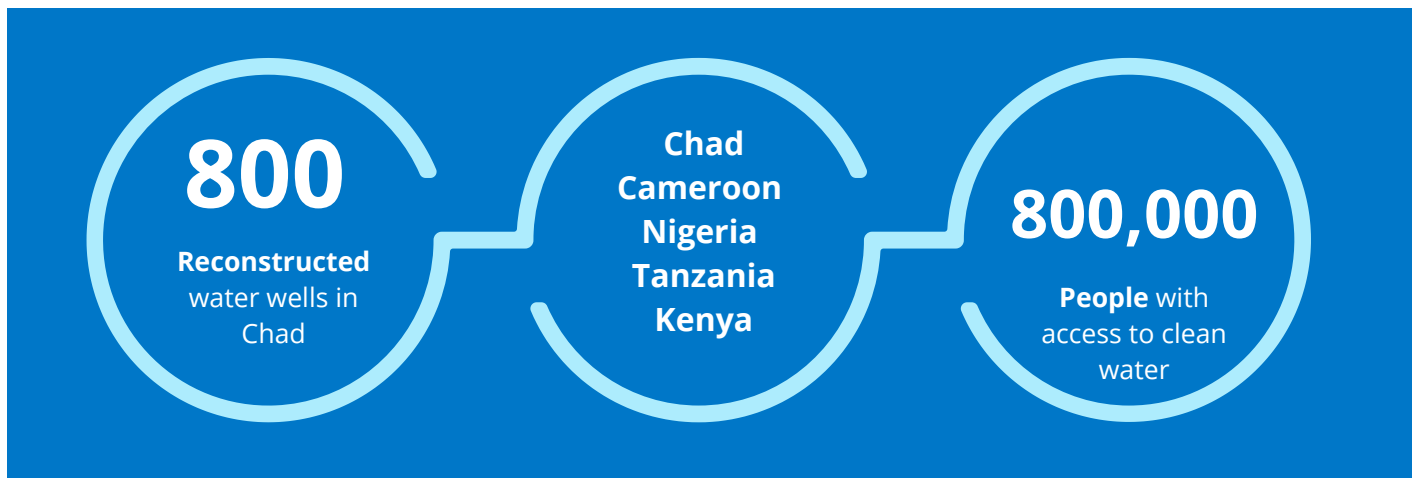 800
Reconstructed
water wells in
Chad
Chad
Cameroon
Nigeria
Tanzania
Kenya
800,000
People with
access to clean
water